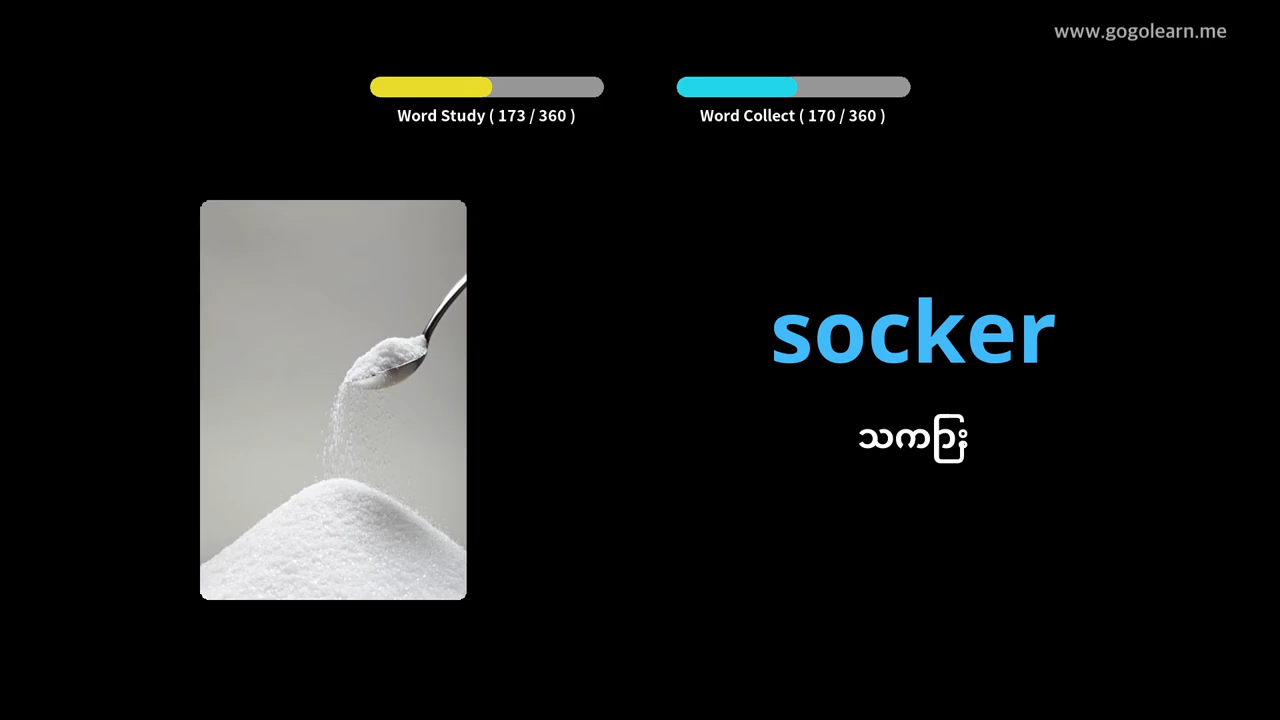 www.gogolearn.me
Word Study ( 173 / 360 )
Word Collect ( 170 / 360 )
socker
သကြား